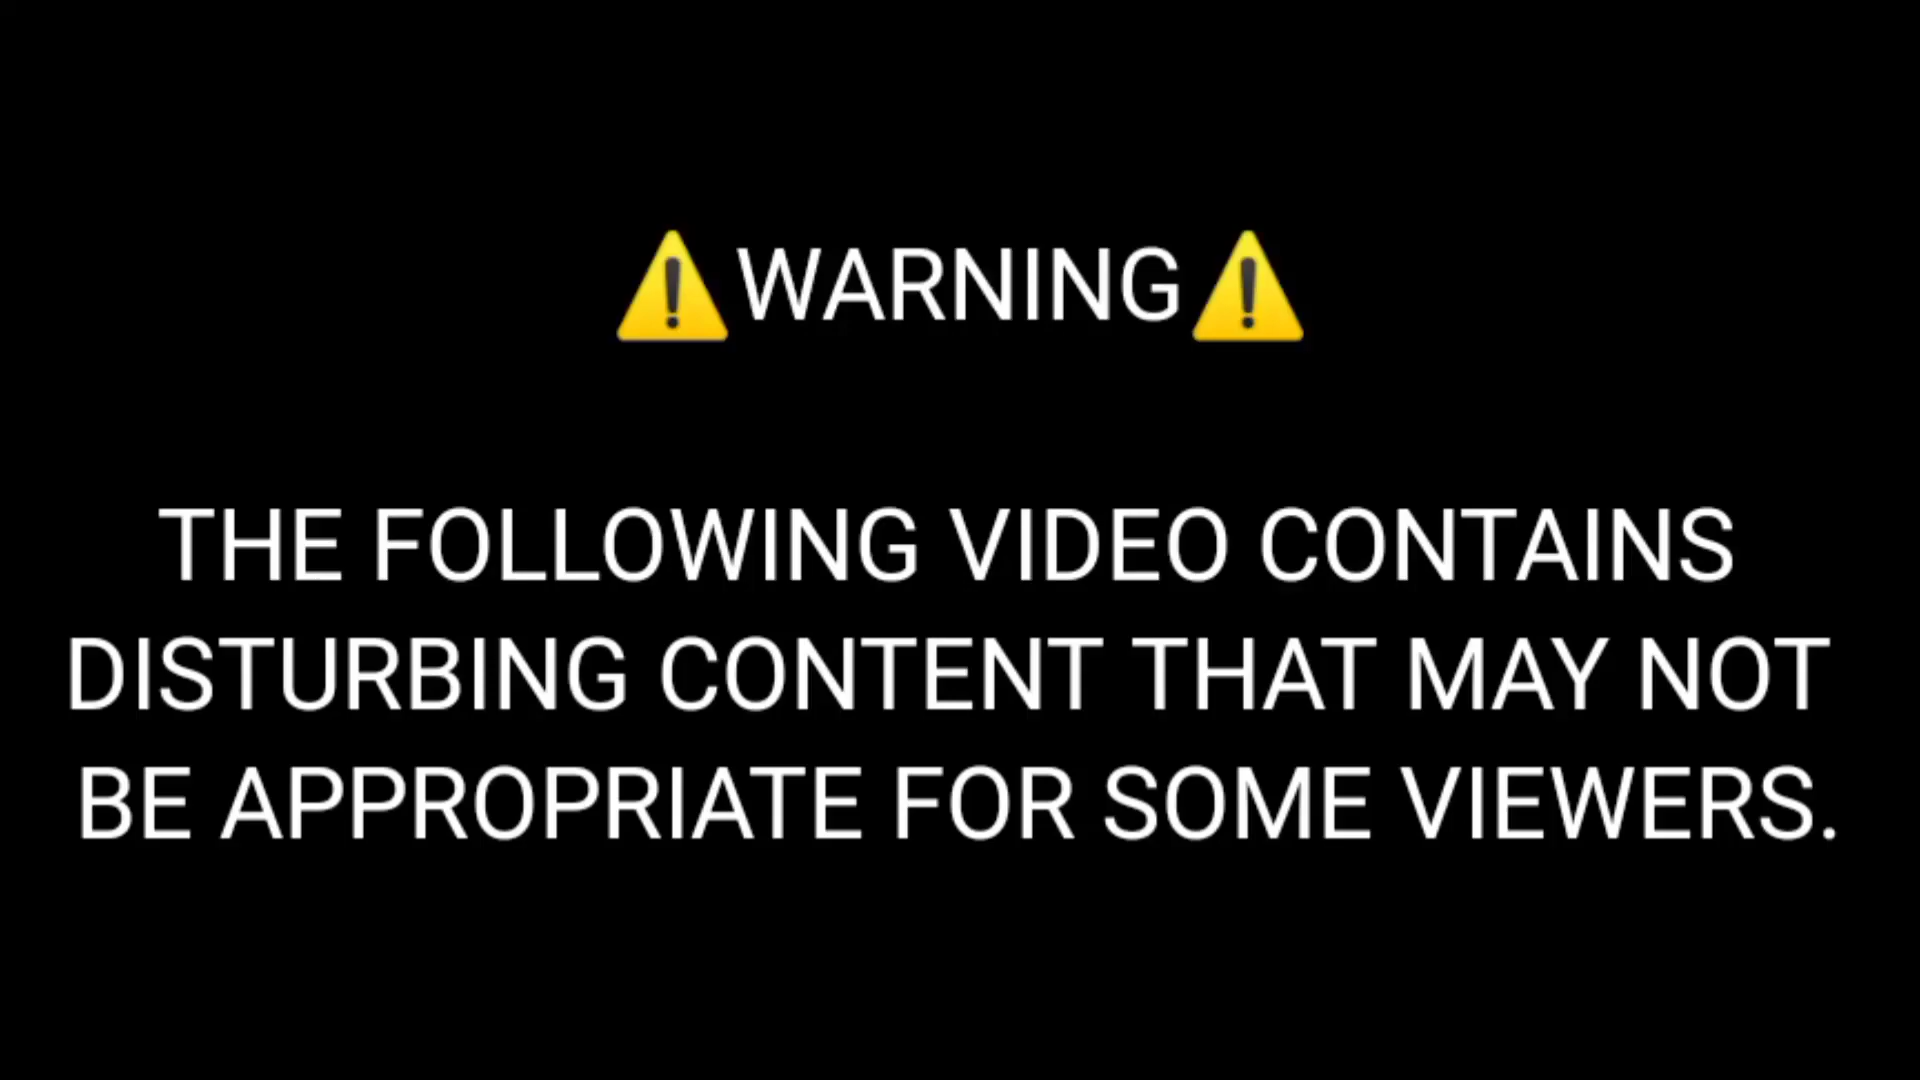 ⚠️WARNING⚠️
THE FOLLOWING VIDEO CONTAINS
DISTURBING CONTENT THAT MAY NOT
BE APPROPRIATE FOR SOME VIEWERS.